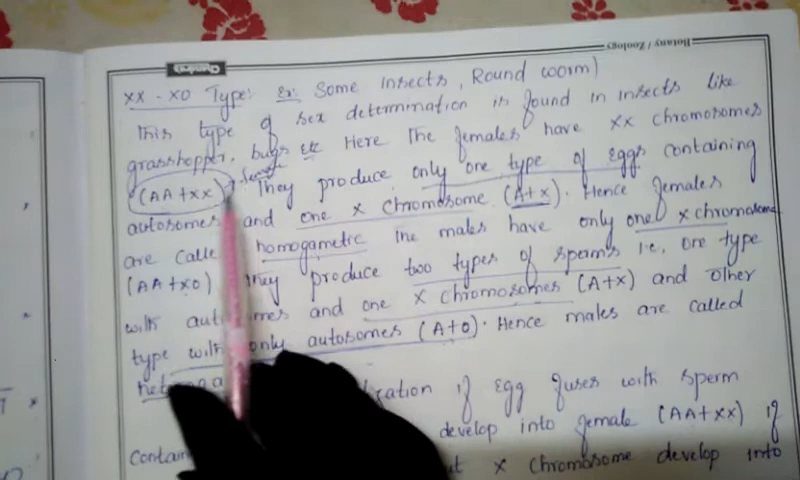 Botany / Zoology
XX - XO Type: Ex: Some insects, Round worm)
This type of sex determination is found in insects like
grasshopper, bugs etc Here The females have XX chromosomes
(AA+XX) They produce only one type of eggs containing
autosomes and one X chromosome (A+X). Hence females
are called homogametic The males have only one X chromosome
(AA+XO) They produce two types of sperms i.e, one type
with autosomes and one X chromosomes (A+X) and other
type with only autosomes (A+O). Hence males are called
if Egg fuses with sperm
develop into female (AA+XX) if
X chromosome develop into